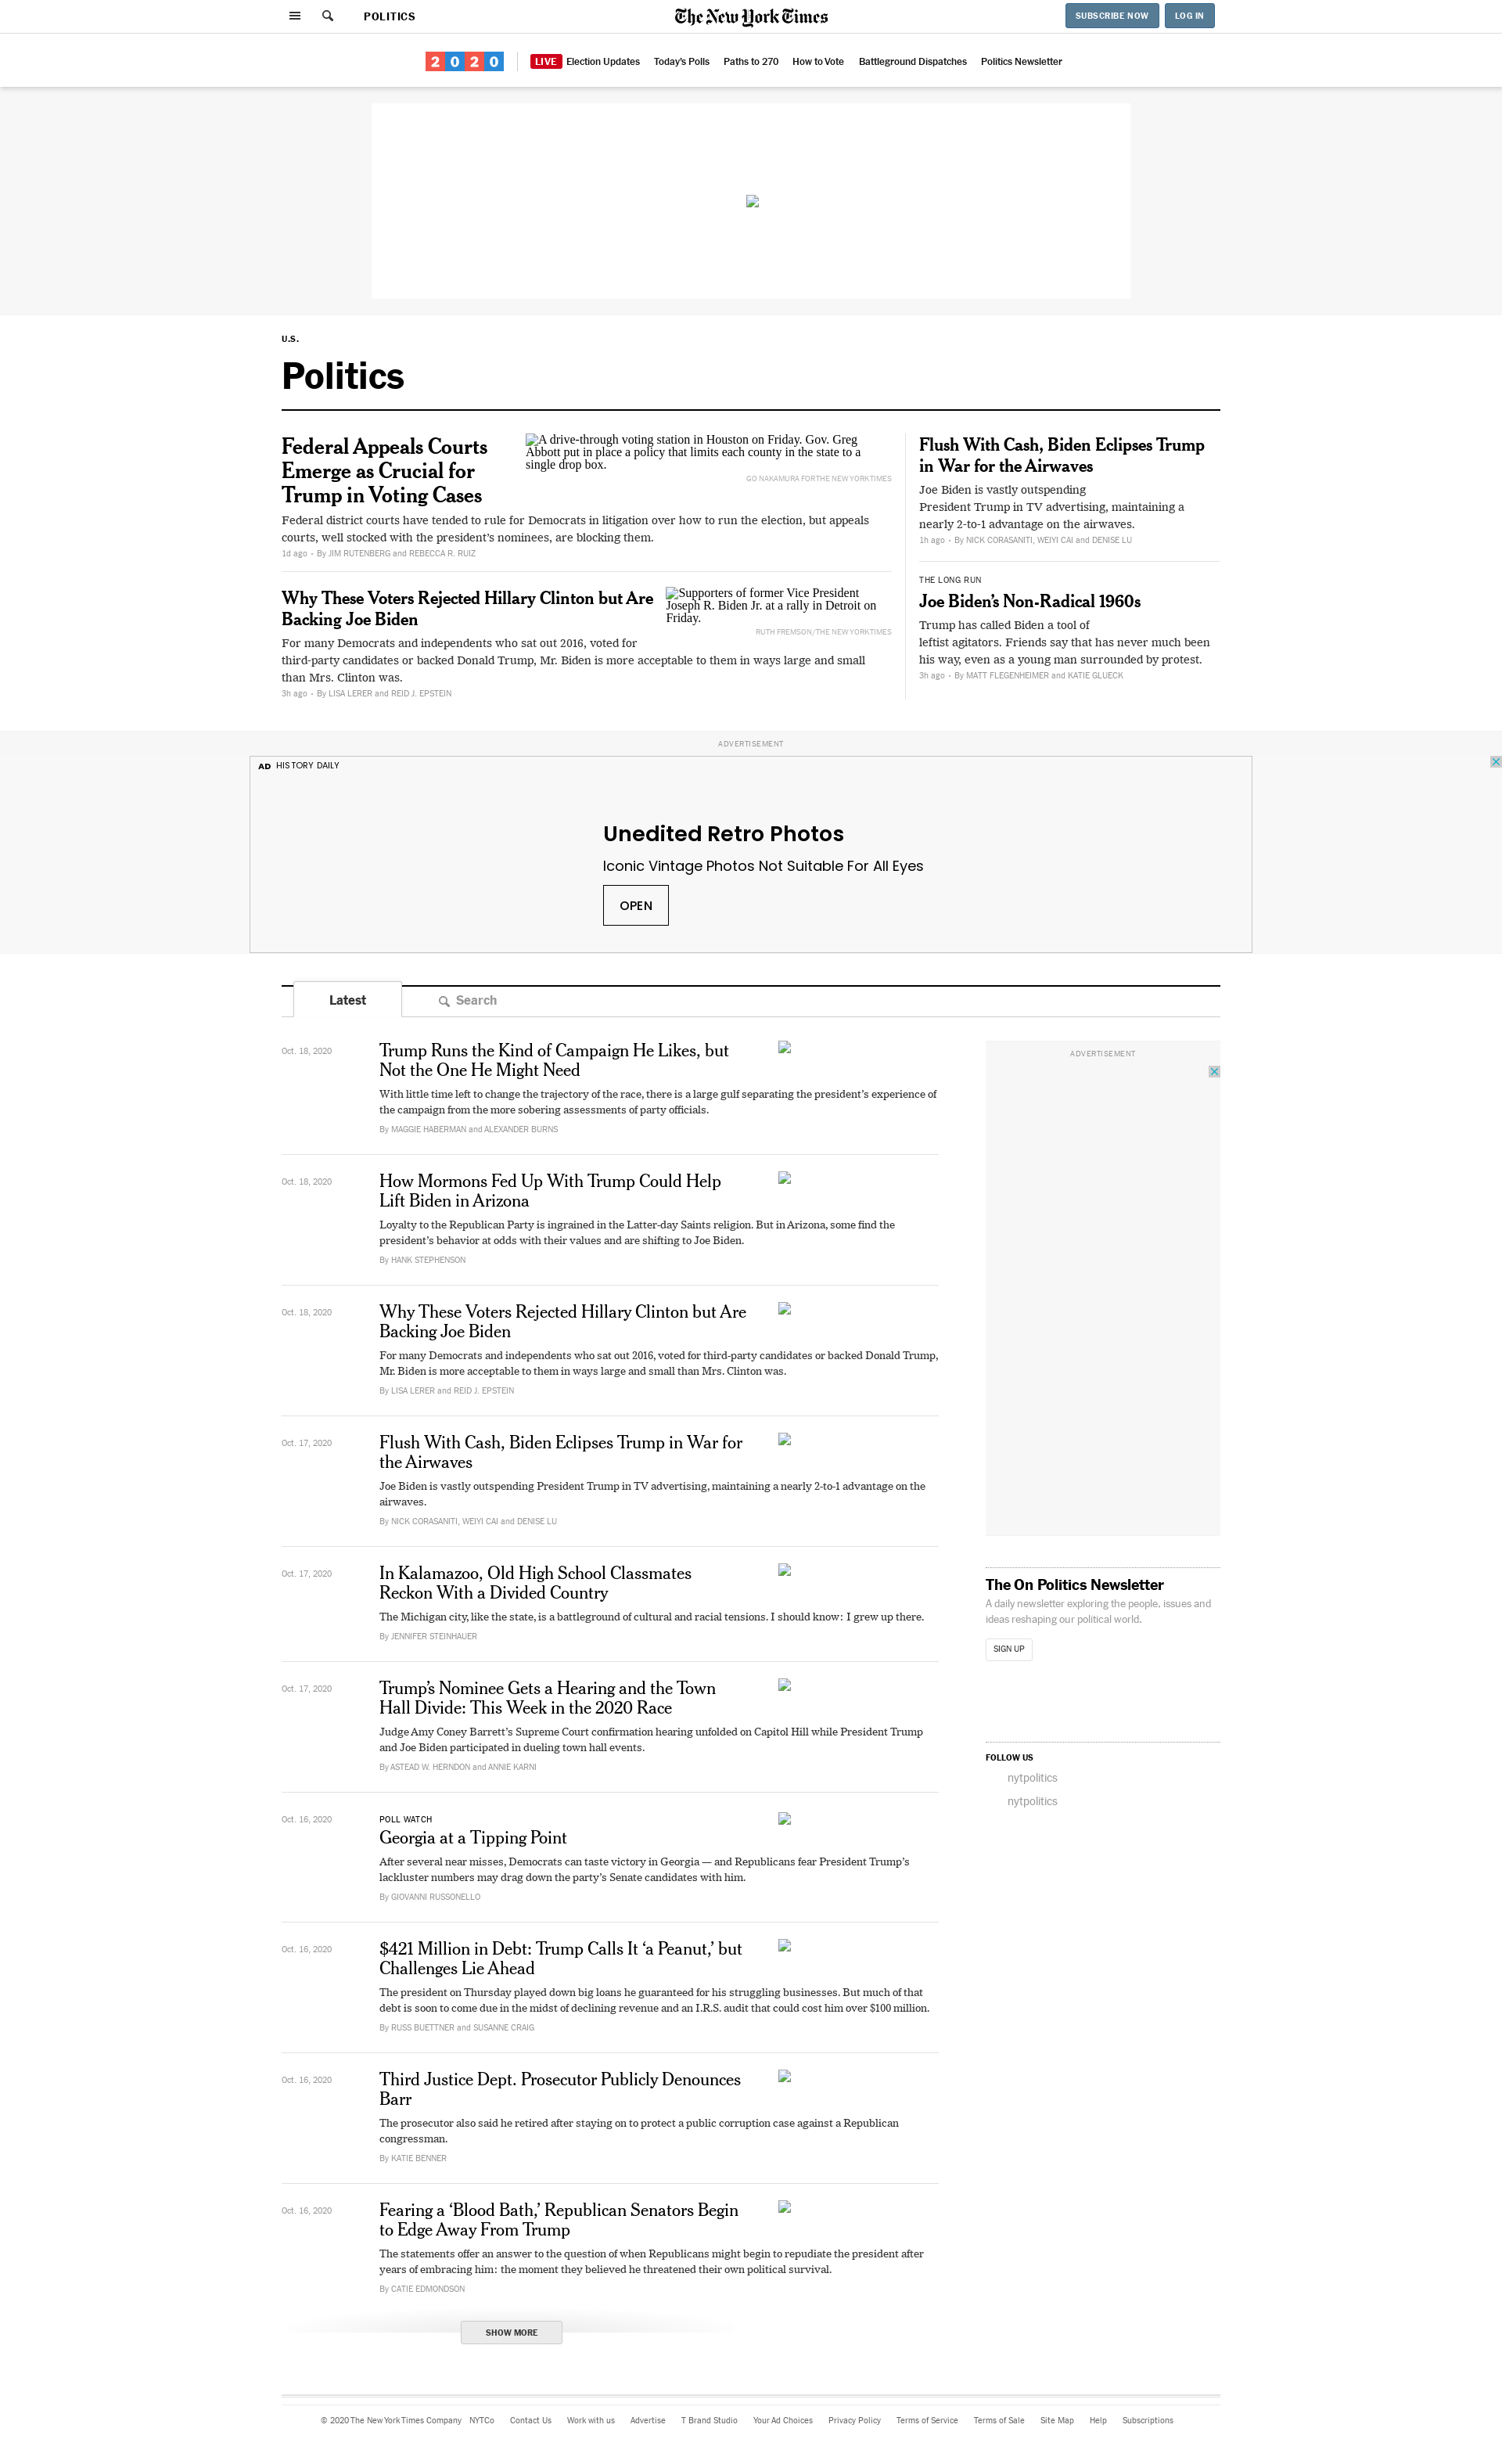 POLITICS
The New York Times
SUBSCRIBE NOW
LOG IN
2020
LIVE Election Updates
Today's Polls
Paths to 270
How to Vote
Battleground Dispatches
Politics Newsletter
U.S.
Politics
Federal Appeals Courts
Emerge as Crucial for
Trump in Voting Cases
A drive-through voting station in Houston on Friday. Gov. Greg
Abbott put in place a policy that limits each county in the state to a
single drop box.
GO NAKAMURA FOR THE NEW YORK TIMES
Federal district courts have tended to rule for Democrats in litigation over how to run the election, but appeals
courts, well stocked with the president's nominees, are blocking them.
1d ago • By JIM RUTENBERG and REBECCA R. RUIZ
Why These Voters Rejected Hillary Clinton but Are
Backing Joe Biden
Supporters of former Vice President
Joseph R. Biden Jr. at a rally in Detroit on
Friday.
RUTH FREMSON/THE NEW YORK TIMES
For many Democrats and independents who sat out 2016, voted for
third-party candidates or backed Donald Trump, Mr. Biden is more acceptable to them in ways large and small
than Mrs. Clinton was.
3h ago • By LISA LERER and REID J. EPSTEIN
Flush With Cash, Biden Eclipses Trump
in War for the Airwaves
Joe Biden is vastly outspending
President Trump in TV advertising, maintaining a
nearly 2-to-1 advantage on the airwaves.
1h ago • By NICK CORASANITI, WEIYI CAI and DENISE LU
THE LONG RUN
Joe Biden's Non-Radical 1960s
Trump has called Biden a tool of
leftist agitators. Friends say that has never much been
his way, even as a young man surrounded by protest.
3h ago • By MATT FLEGENHEIMER and KATIE GLUECK
ADVERTISEMENT
AD HISTORY DAILY
Unedited Retro Photos
Iconic Vintage Photos Not Suitable For All Eyes
OPEN
Latest
Search
Oct. 18, 2020
Trump Runs the Kind of Campaign He Likes, but
Not the One He Might Need
With little time left to change the trajectory of the race, there is a large gulf separating the president's experience of
the campaign from the more sobering assessments of party officials.
By MAGGIE HABERMAN and ALEXANDER BURNS
Oct. 18, 2020
How Mormons Fed Up With Trump Could Help
Lift Biden in Arizona
Loyalty to the Republican Party is ingrained in the Latter-day Saints religion. But in Arizona, some find the
president's behavior at odds with their values and are shifting to Joe Biden.
By HANK STEPHENSON
Oct. 18, 2020
Why These Voters Rejected Hillary Clinton but Are
Backing Joe Biden
For many Democrats and independents who sat out 2016, voted for third-party candidates or backed Donald Trump,
Mr. Biden is more acceptable to them in ways large and small than Mrs. Clinton was.
By LISA LERER and REID J. EPSTEIN
Oct. 17, 2020
Flush With Cash, Biden Eclipses Trump in War for
the Airwaves
Joe Biden is vastly outspending President Trump in TV advertising, maintaining a nearly 2-to-1 advantage on the
airwaves.
By NICK CORASANITI, WEIYI CAI and DENISE LU
Oct. 17, 2020
In Kalamazoo, Old High School Classmates
Reckon With a Divided Country
The Michigan city, like the state, is a battleground of cultural and racial tensions. I should know: I grew up there.
By JENNIFER STEINHAUER
Oct. 17, 2020
Trump's Nominee Gets a Hearing and the Town
Hall Divide: This Week in the 2020 Race
Judge Amy Coney Barrett's Supreme Court confirmation hearing unfolded on Capitol Hill while President Trump
and Joe Biden participated in dueling town hall events.
By ASTEAD W. HERNDON and ANNIE KARNI
Oct. 16, 2020
POLL WATCH
Georgia at a Tipping Point
After several near misses, Democrats can taste victory in Georgia — and Republicans fear President Trump's
lackluster numbers may drag down the party's Senate candidates with him.
By GIOVANNI RUSSONELLO
Oct. 16, 2020
$421 Million in Debt: Trump Calls It 'a Peanut,' but
Challenges Lie Ahead
The president on Thursday played down big loans he guaranteed for his struggling businesses. But much of that
debt is soon to come due in the midst of declining revenue and an I.R.S. audit that could cost him over $100 million.
By RUSS BUETTNER and SUSANNE CRAIG
Oct. 16, 2020
Third Justice Dept. Prosecutor Publicly Denounces
Barr
The prosecutor also said he retired after staying on to protect a public corruption case against a Republican
congressman.
By KATIE BENNER
Oct. 16, 2020
Fearing a 'Blood Bath,' Republican Senators Begin
to Edge Away From Trump
The statements offer an answer to the question of when Republicans might begin to repudiate the president after
years of embracing him: the moment they believed he threatened their own political survival.
By CATIE EDMONDSON
SHOW MORE
ADVERTISEMENT
The On Politics Newsletter
A daily newsletter exploring the people, issues and
ideas reshaping our political world.
SIGN UP
FOLLOW US
nytpolitics
nytpolitics
© 2020 The New York Times Company
NYTCo
Contact Us
Work with us
Advertise
T Brand Studio
Your Ad Choices
Privacy Policy
Terms of Service
Terms of Sale
Site Map
Help
Subscriptions